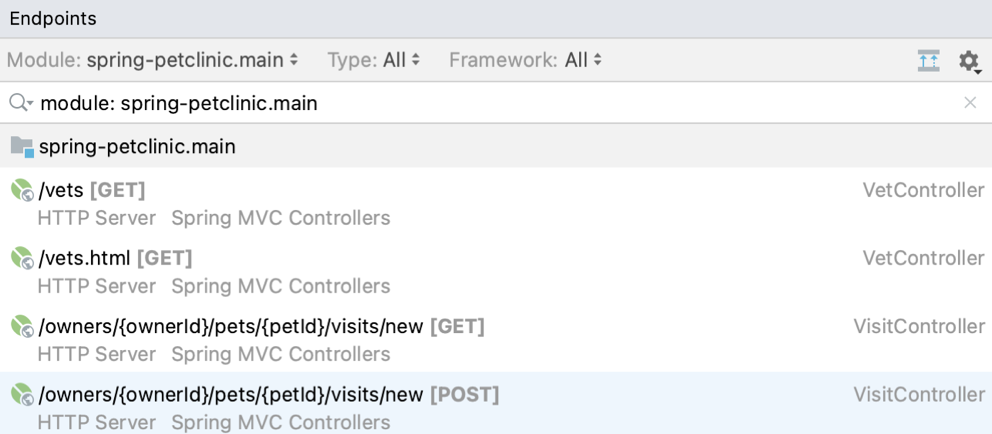 Endpoints
Module: spring-petclinic.main Type: All Framework: All
module: spring-petclinic.main
spring-petclinic.main
/vets [GET] VetController
HTTP Server Spring MVC Controllers
/vets.html [GET] VetController
HTTP Server Spring MVC Controllers
/owners/{ownerId}/pets/{petId}/visits/new [GET] VisitController
HTTP Server Spring MVC Controllers
/owners/{ownerId}/pets/{petId}/visits/new [POST] VisitController
HTTP Server Spring MVC Controllers